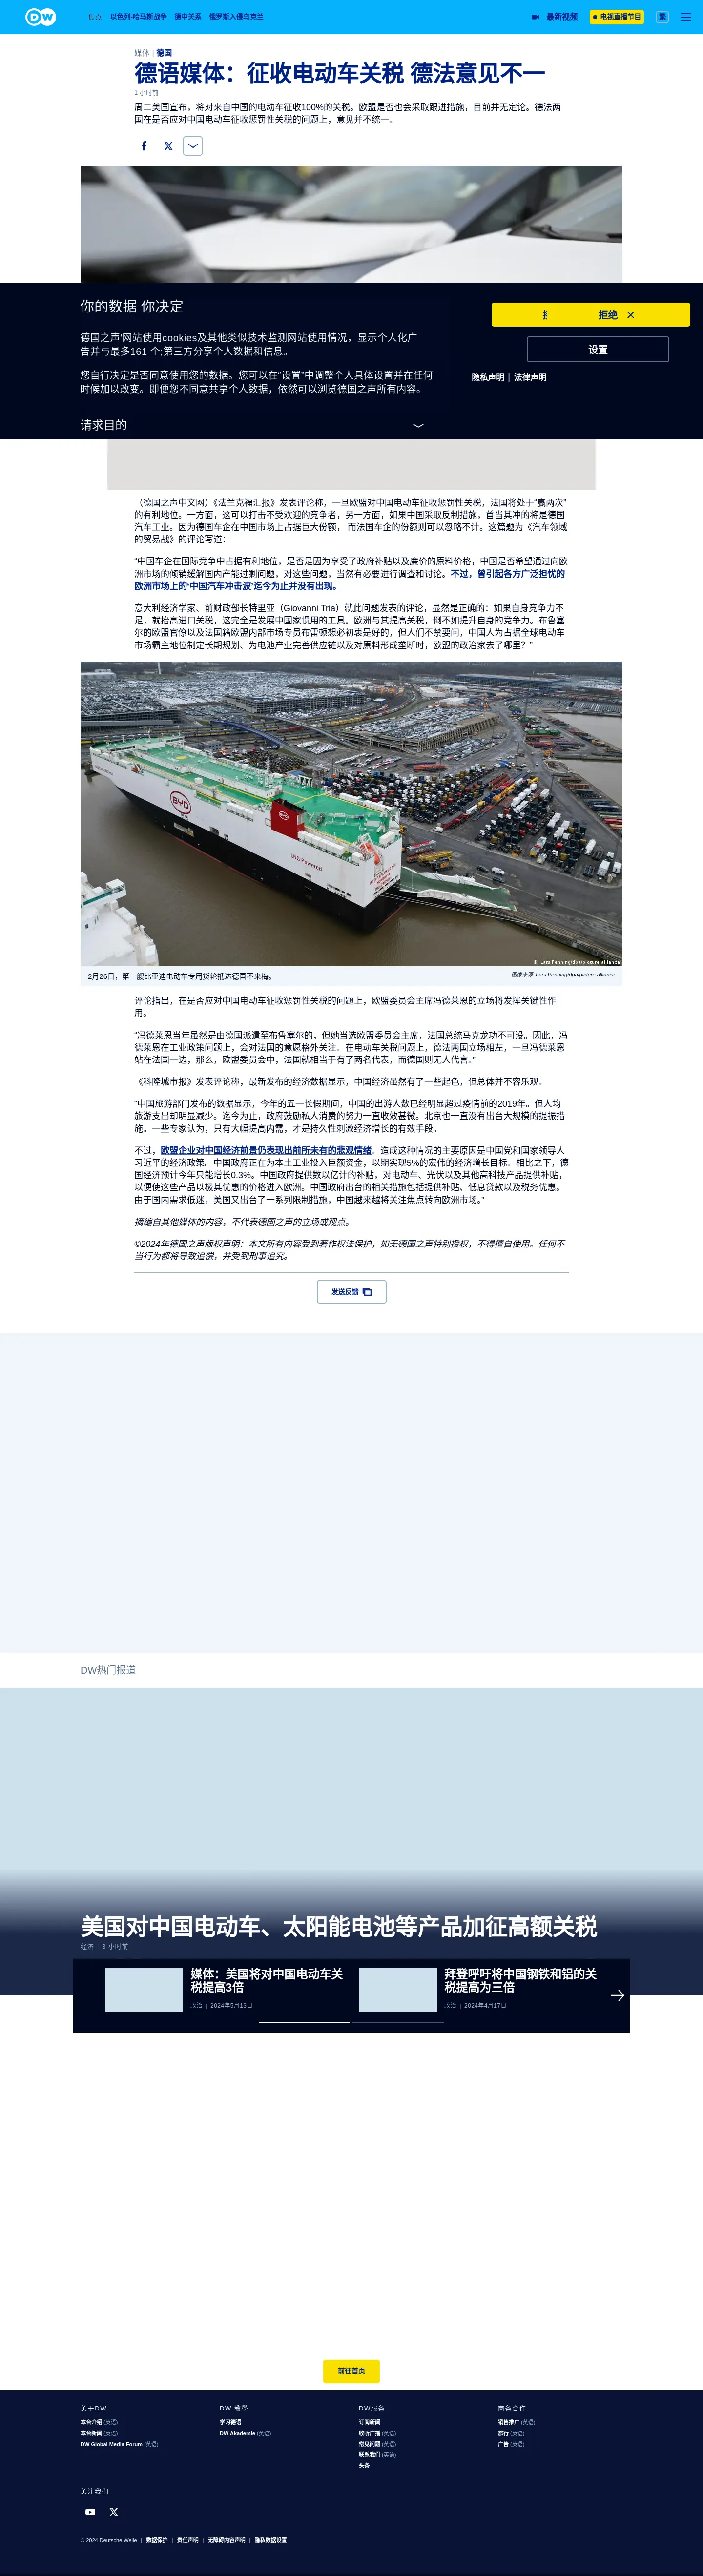 DW
焦点 以色列-哈马斯战争 德中关系 俄罗斯入侵乌克兰
最新视频 电视直播节目 繁
媒体 | 德国
德语媒体：征收电动车关税 德法意见不一
1 小时前
周二美国宣布，将对来自中国的电动车征收100%的关税。欧盟是否也会采取跟进措施，目前并无定论。德法两
国在是否应对中国电动车征收惩罚性关税的问题上，意见并不统一。
你的数据 你决定
拒绝
德国之声'网站使用cookies及其他类似技术监测网站使用情况，显示个人化广
告并与最多161 个;第三方分享个人数据和信息。
设置
您自行决定是否同意使用您的数据。您可以在“设置”中调整个人具体设置并在任何
时候加以改变。即便您不同意共享个人数据，依然可以浏览德国之声所有内容。
隐私声明 | 法律声明
请求目的
（德国之声中文网）《法兰克福汇报》发表评论称，一旦欧盟对中国电动车征收惩罚性关税，法国将处于“赢两次”
的有利地位。一方面，这可以打击不受欢迎的竞争者，另一方面，如果中国采取反制措施，首当其冲的将是德国
汽车工业。因为德国车企在中国市场上占据巨大份额， 而法国车企的份额则可以忽略不计。这篇题为《汽车领域
的贸易战》的评论写道：
“中国车企在国际竞争中占据有利地位，是否是因为享受了政府补贴以及廉价的原料价格，中国是否希望通过向欧
洲市场的倾销缓解国内产能过剩问题，对这些问题，当然有必要进行调查和讨论。不过，曾引起各方广泛担忧的
欧洲市场上的‘中国汽车冲击波’迄今为止并没有出现。
意大利经济学家、前财政部长特里亚（Giovanni Tria）就此问题发表的评论，显然是正确的：如果自身竞争力不
足，就抬高进口关税，这完全是发展中国家惯用的工具。欧洲与其提高关税，倒不如提升自身的竞争力。布鲁塞
尔的欧盟官僚以及法国籍欧盟内部市场专员布雷顿想必初衷是好的，但人们不禁要问，中国人为占据全球电动车
市场霸主地位制定长期规划、为电池产业完善供应链以及对原料形成垄断时，欧盟的政治家去了哪里？”
BYD
BYD
LNG Powered
© Lars Penning/dpa/picture alliance
2月26日，第一艘比亚迪电动车专用货轮抵达德国不来梅。
图像来源: Lars Penning/dpa/picture alliance
评论指出，在是否应对中国电动车征收惩罚性关税的问题上，欧盟委员会主席冯德莱恩的立场将发挥关键性作
用。
“冯德莱恩当年虽然是由德国派遣至布鲁塞尔的，但她当选欧盟委员会主席，法国总统马克龙功不可没。因此，冯
德莱恩在工业政策问题上，会对法国的意愿格外关注。在电动车关税问题上，德法两国立场相左，一旦冯德莱恩
站在法国一边，那么，欧盟委员会中，法国就相当于有了两名代表，而德国则无人代言。”
《科隆城市报》发表评论称，最新发布的经济数据显示，中国经济虽然有了一些起色，但总体并不容乐观。
“中国旅游部门发布的数据显示，今年的五一长假期间，中国的出游人数已经明显超过疫情前的2019年。但人均
旅游支出却明显减少。迄今为止，政府鼓励私人消费的努力一直收效甚微。北京也一直没有出台大规模的提振措
施。一些专家认为，只有大幅提高内需，才是持久性刺激经济增长的有效手段。
不过，欧盟企业对中国经济前景仍表现出前所未有的悲观情绪。造成这种情况的主要原因是中国党和国家领导人
习近平的经济政策。中国政府正在为本土工业投入巨额资金，以期实现5%的宏伟的经济增长目标。相比之下，德
国经济预计今年只能增长0.3%。中国政府提供数以亿计的补贴，对电动车、光伏以及其他高科技产品提供补贴，
以便使这些产品以极其优惠的价格进入欧洲。中国政府出台的相关措施包括提供补贴、低息贷款以及税务优惠。
由于国内需求低迷，美国又出台了一系列限制措施，中国越来越将关注焦点转向欧洲市场。”
摘编自其他媒体的内容，不代表德国之声的立场或观点。
©2024年德国之声版权声明：本文所有内容受到著作权法保护，如无德国之声特别授权，不得擅自使用。任何不
当行为都将导致追偿，并受到刑事追究。
发送反馈
DW热门报道
美国对中国电动车、太阳能电池等产品加征高额关税
经济 | 3 小时前
媒体：美国将对中国电动车关
税提高3倍
政治 | 2024年5月13日
拜登呼吁将中国钢铁和铝的关
税提高为三倍
政治 | 2024年4月17日
前往首页
关于DW
本台介绍 (英语)
本台新闻 (英语)
DW Global Media Forum (英语)
DW 教學
学习德语
DW Akademie (英语)
DW服务
订阅新闻
收听广播 (英语)
常见问题 (英语)
联系我们 (英语)
头条
商务合作
销售推广 (英语)
旅行 (英语)
广告 (英语)
关注我们
© 2024 Deutsche Welle | 数据保护 | 责任声明 | 无障碍内容声明 | 隐私数据设置